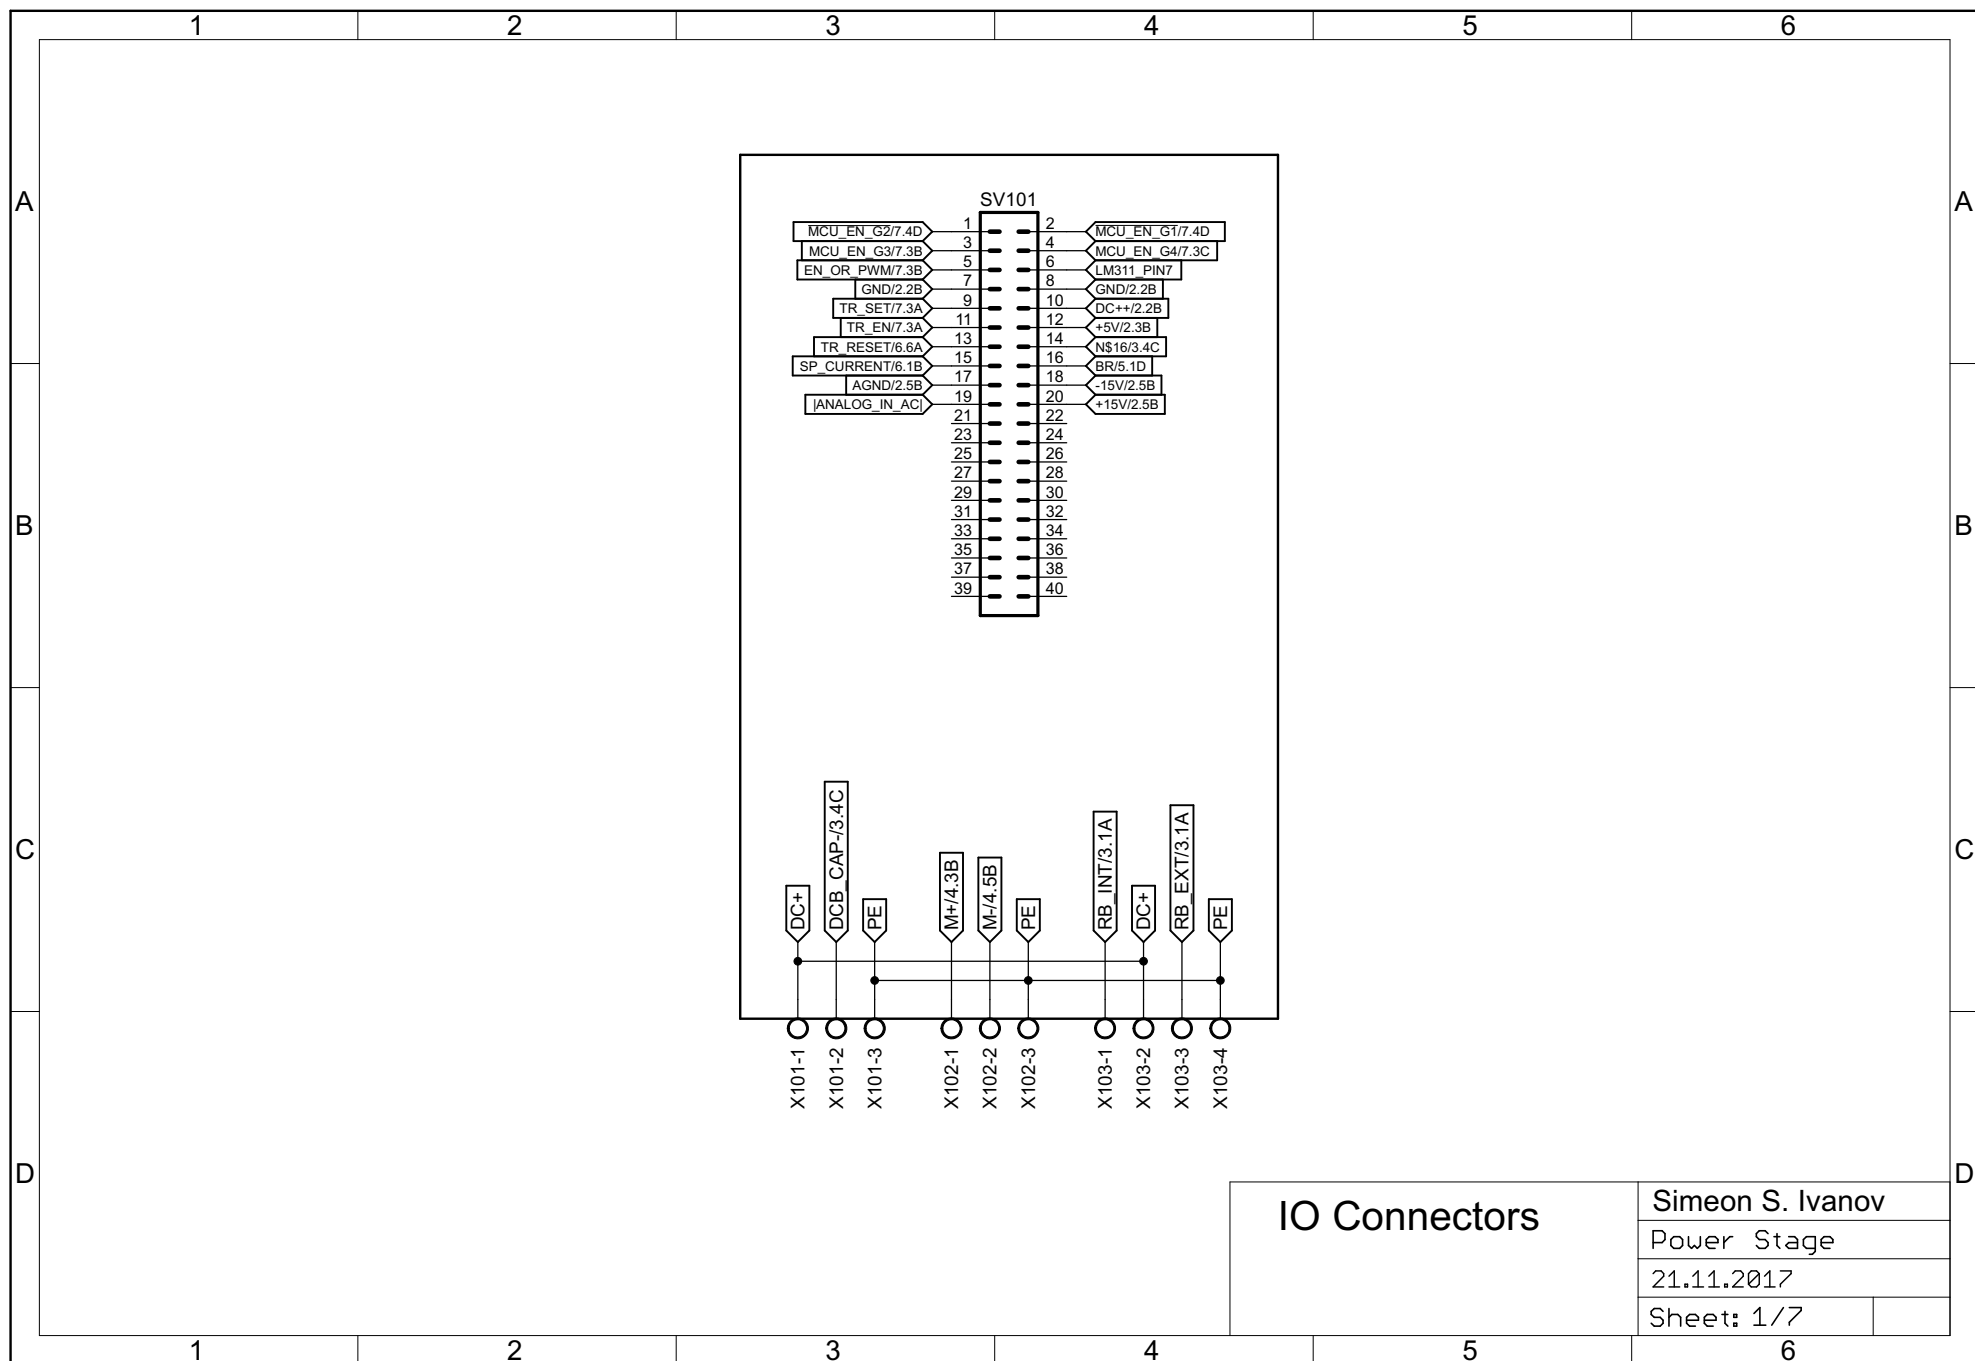 1 2 3 4 5 6
A A
SV101
MCU_EN_G2/7.4D 1 2 MCU_EN_G1/7.4D
MCU_EN_G3/7.3B 3 4 MCU_EN_G4/7.3C
EN_OR_PWM/7.3B 5 6 LM311_PIN7
GND/2.2B 7 8 GND/2.2B
TR_SET/7.3A 9 10 DC++/2.2B
TR_EN/7.3A 11 12 +5V/2.3B
TR_RESET/6.6A 13 14 N$16/3.4C
SP_CURRENT/6.1B 15 16 BR/5.1D
AGND/2.5B 17 18 -15V/2.5B
|ANALOG_IN_AC| 19 20 +15V/2.5B
21 22
23 24
25 26
27 28
29 30
31 32
B B
33 34
35 36
37 38
39 40
C C
DC+
DCB_CAP-/3.4C
PE
M+/4.3B
M-/4.5B
PE
RB_INT/3.1A
DC+
RB_EXT/3.1A
PE
X101-1
X101-2
X101-3
X102-1
X102-2
X102-3
X103-1
X103-2
X103-3
X103-4
D D
IO Connectors
Simeon S. Ivanov
Power Stage
21.11.2017
Sheet: 1/7
1 2 3 4 5 6